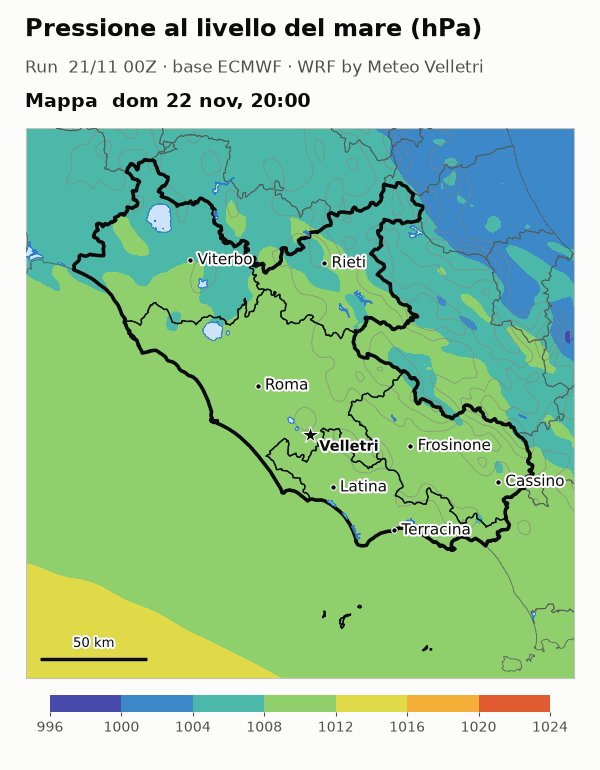 Pressione al livello del mare (hPa)
Run 21/11 00Z · base ECMWF · WRF by Meteo Velletri
Mappa dom 22 nov, 20:00
Viterbo
Rieti
Roma
Velletri
Frosinone
Latina
Cassino
Terracina
50 km
996 1000 1004 1008 1012 1016 1020 1024